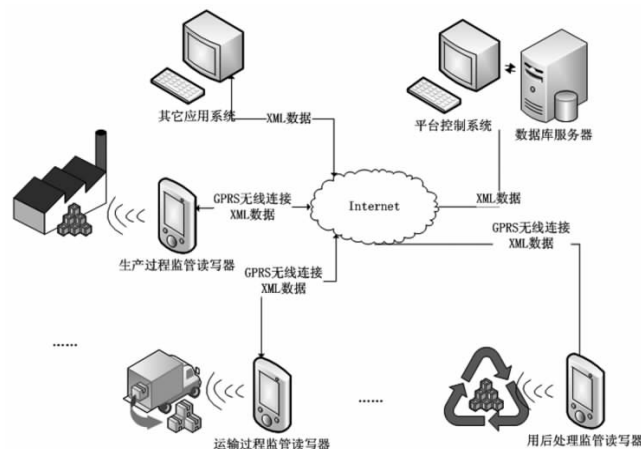 其它应用系统
XML数据
平台控制系统
数据库服务器
GPRS无线连接
XML数据
Internet
XML数据
GPRS无线连接
XML数据
生产过程监管读写器
GPRS无线连接
XML数据
……
……
运输过程监管读写器
用后处理监管读写器